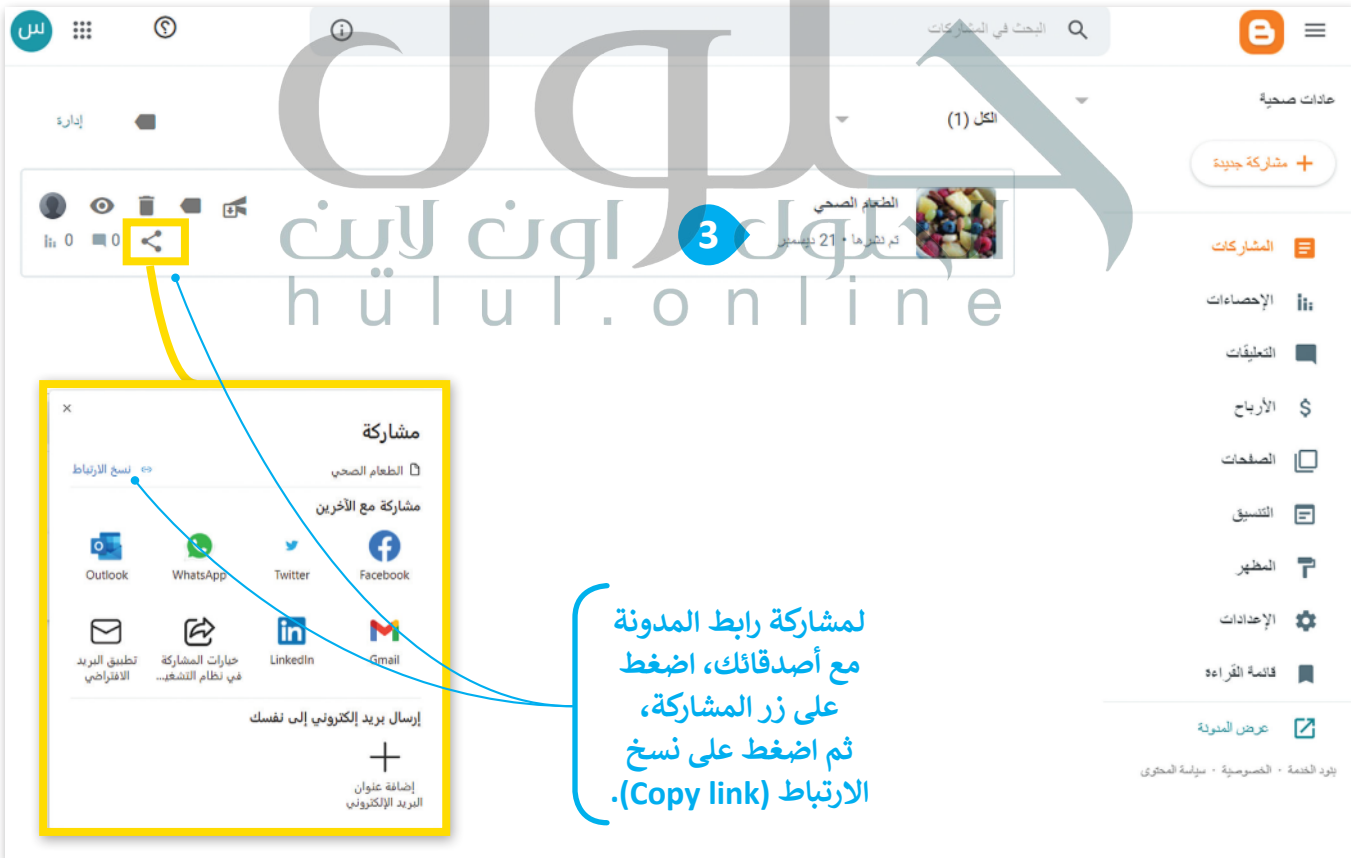 البحث في المشاركات
س
عادات صحية
الكل (1)
إدارة
مشاركة جديدة
الطعام الصحي
تم نشرها • 21 ديسمبر
3
0
0
المشاركات
الإحصاءات
التعليقات
الأرباح
الصفحات
التنسيق
المظهر
الإعدادات
قائمة القراءة
عرض المدونة
بنود الخدمة • الخصوصية • سياسة المحتوى
حلول
الحلول اون لاين
hülul.online
مشاركة
الطعام الصحي
نسخ الارتباط
مشاركة مع الآخرين
Facebook
Twitter
WhatsApp
Outlook
Gmail
LinkedIn
خيارات المشاركة
في نظام التشغيـ...
تطبيق البريد
الافتراضي
إرسال بريد إلكتروني إلى نفسك
إضافة عنوان
البريد الإلكتروني
لمشاركة رابط المدونة
مع أصدقائك، اضغط
على زر المشاركة،
ثم اضغط على نسخ
الارتباط (Copy link).